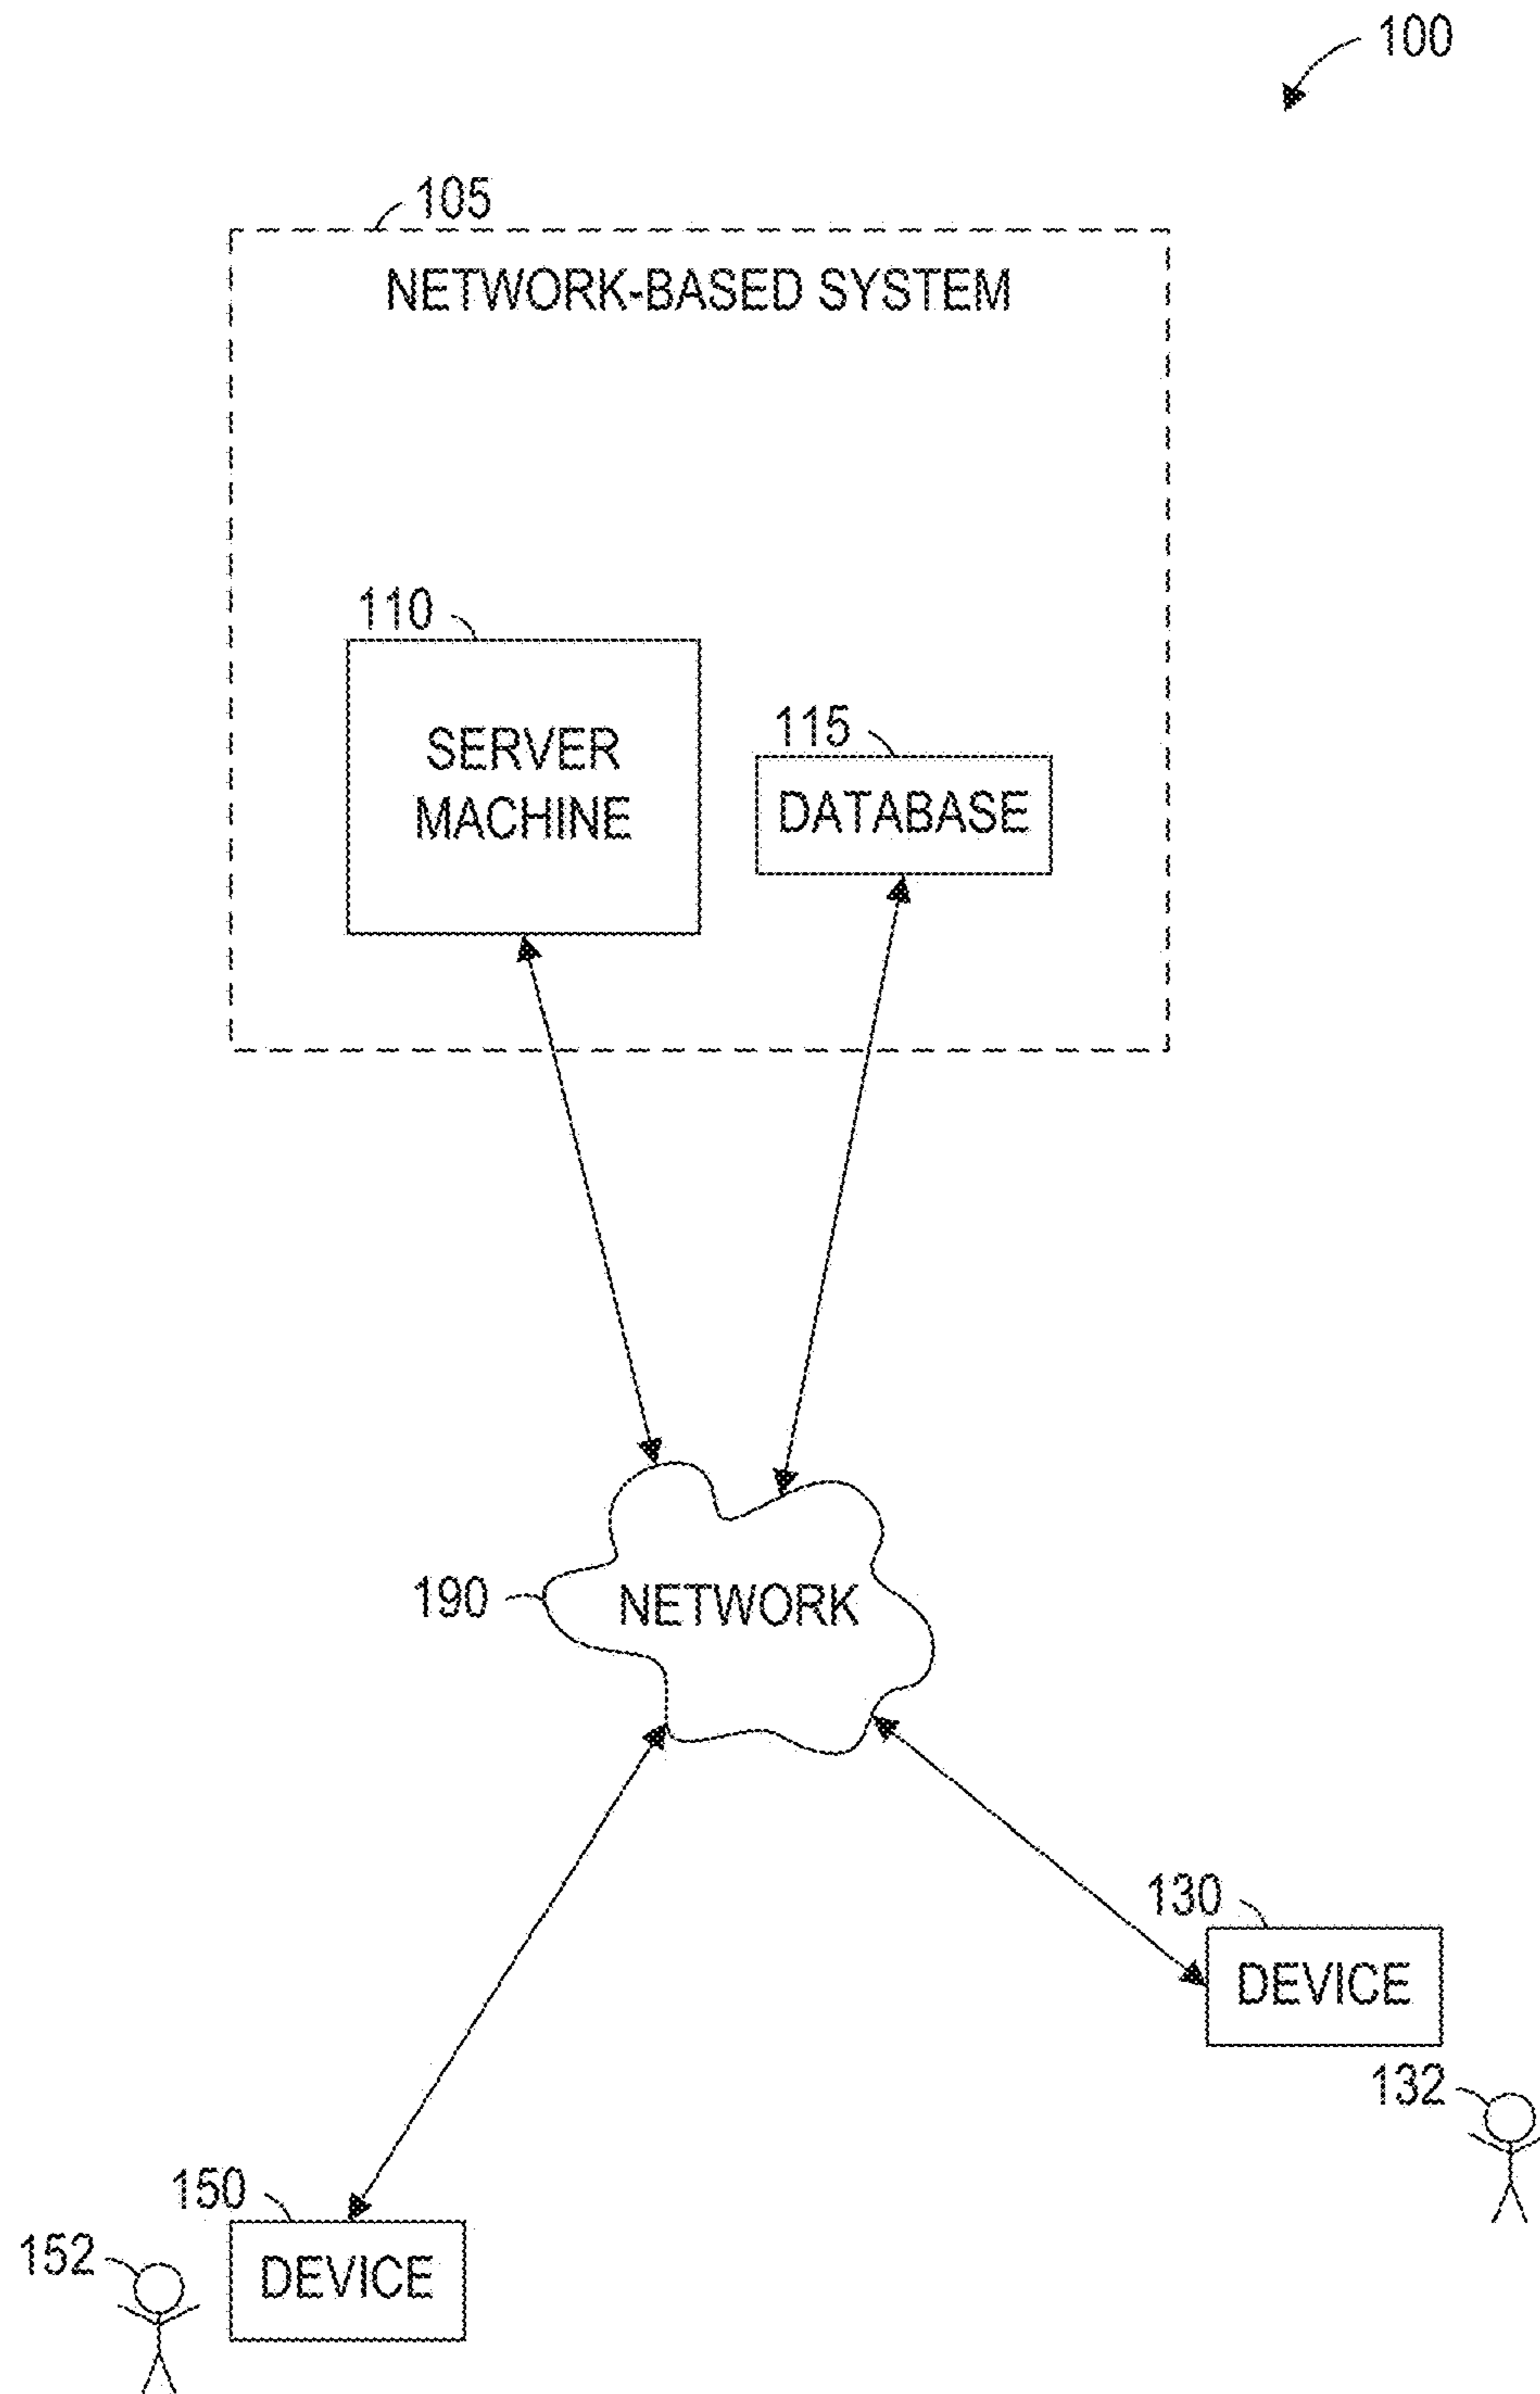 100
105
NETWORK-BASED SYSTEM
110
SERVER
MACHINE
115
DATABASE
190
NETWORK
130
DEVICE
132
150
DEVICE
152